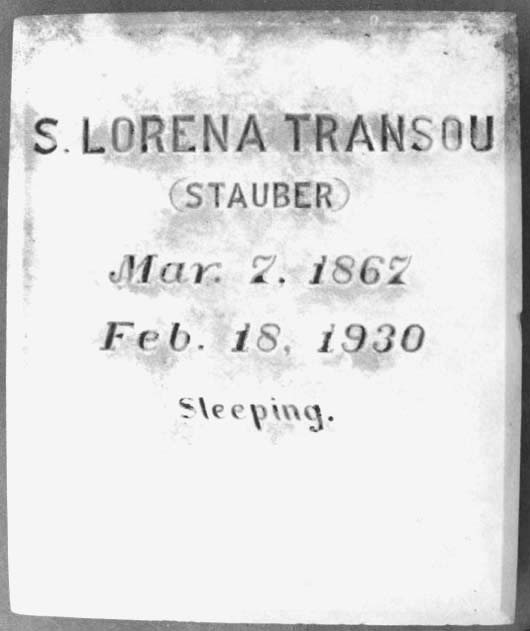 S. LORENA TRANSOU
(STAUBER)
Mar. 7, 1867
Feb. 18, 1930
Sleeping.